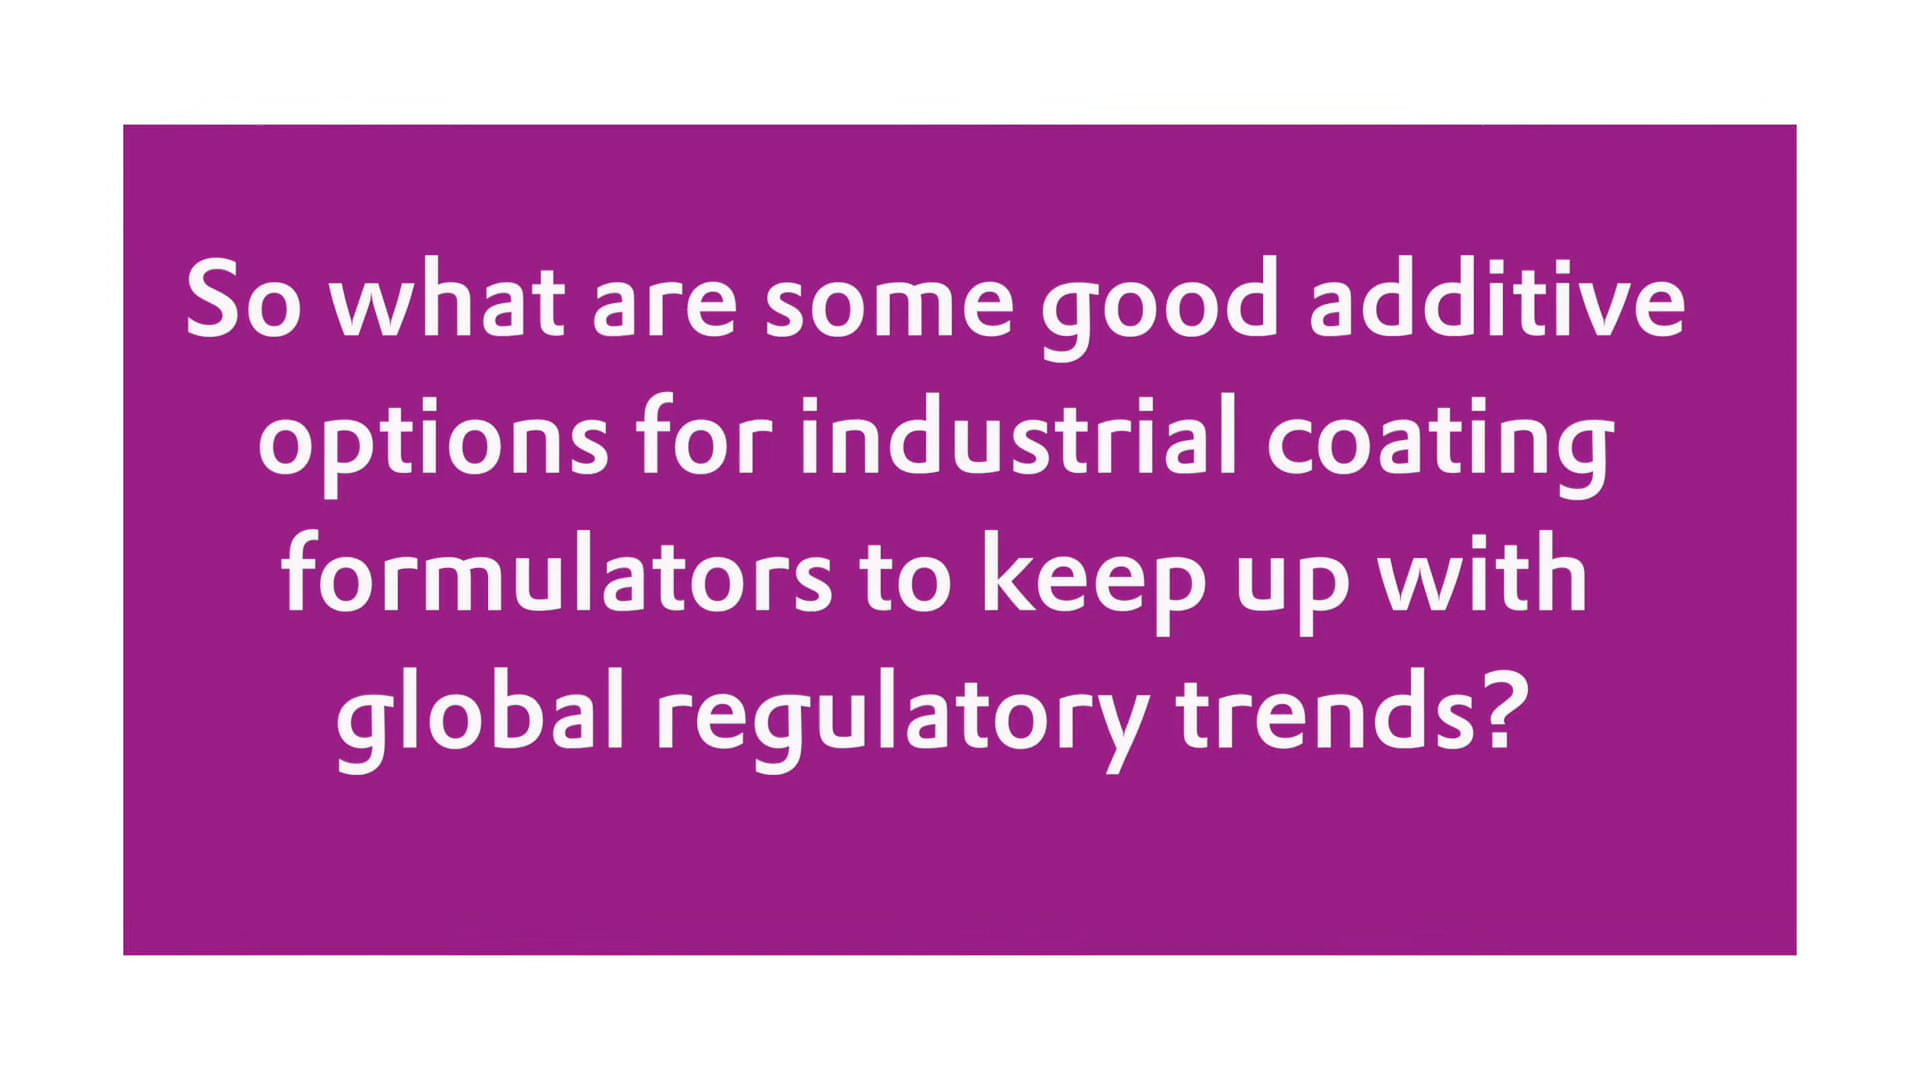 So what are some good additive
options for industrial coating
formulators to keep up with
global regulatory trends?